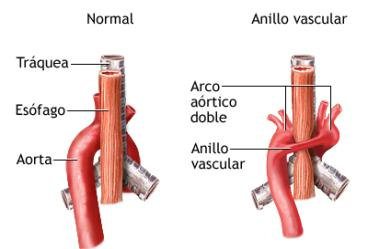 Normal
Anillo vascular
Tráquea
Esófago
Aorta
Arco
aórtico
doble
Anillo
vascular